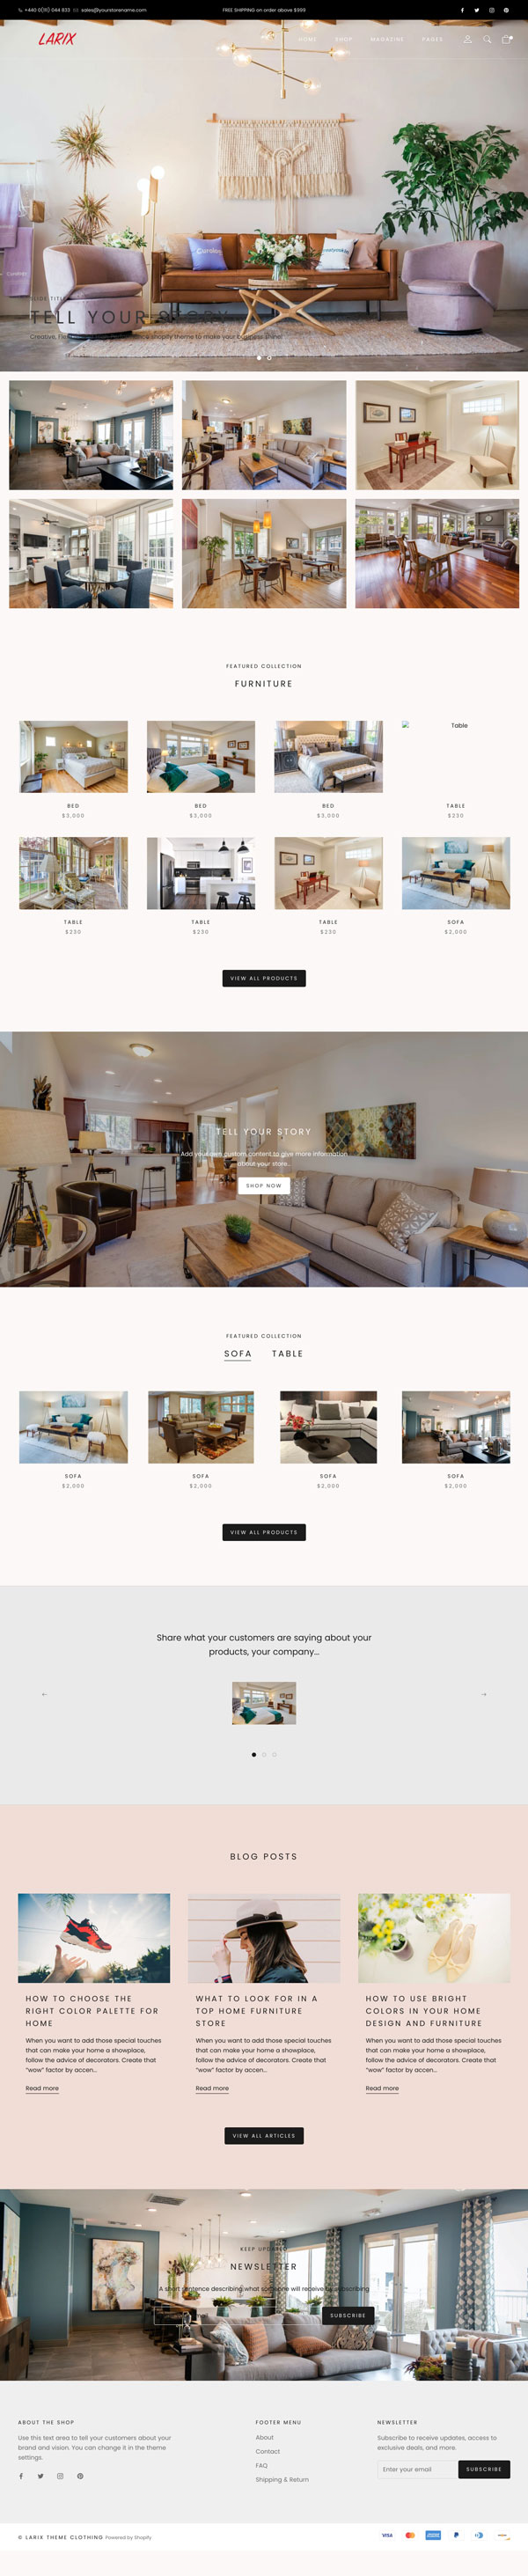 +440 0(111) 044 833 sales@yourstorename.com
FREE SHIPPING on order above $999
LARIX
HOME SHOP MAGAZINE PAGES
SLIDE TITLE
TELL YOUR STORY
FEATURED COLLECTION
FURNITURE
Table
BED
$3,000
BED
$3,000
BED
$3,000
TABLE
$230
TABLE
$230
TABLE
$230
TABLE
$230
SOFA
$2,000
VIEW ALL PRODUCTS
TELL YOUR STORY
Add your own custom content to give more information
about your store...
SHOP NOW
FEATURED COLLECTION
SOFA TABLE
SOFA
$2,000
SOFA
$2,000
SOFA
$2,000
SOFA
$2,000
VIEW ALL PRODUCTS
Share what your customers are saying about your
products, your company...
BLOG POSTS
HOW TO CHOOSE THE
RIGHT COLOR PALETTE FOR
HOME
When you want to add those special touches
that can make your home a showplace,
follow the advice of decorators. Create that
"wow" factor by accen...
Read more
WHAT TO LOOK FOR IN A
TOP HOME FURNITURE
STORE
When you want to add those special touches
that can make your home a showplace,
follow the advice of decorators. Create that
"wow" factor by accen...
Read more
HOW TO USE BRIGHT
COLORS IN YOUR HOME
DESIGN AND FURNITURE
When you want to add those special touches
that can make your home a showplace,
follow the advice of decorators. Create that
"wow" factor by accen...
Read more
VIEW ALL ARTICLES
KEEP UPDATED
NEWSLETTER
A short sentence describing what someone will receive by subscribing
SUBSCRIBE
ABOUT THE SHOP
Use this text area to tell your customers about your
brand and vision. You can change it in the theme
settings.
FOOTER MENU
About
Contact
FAQ
Shipping & Return
NEWSLETTER
Subscribe to receive updates, access to
exclusive deals, and more.
Enter your email
SUBSCRIBE
© LARIX THEME CLOTHING Powered by Shopify
VISA